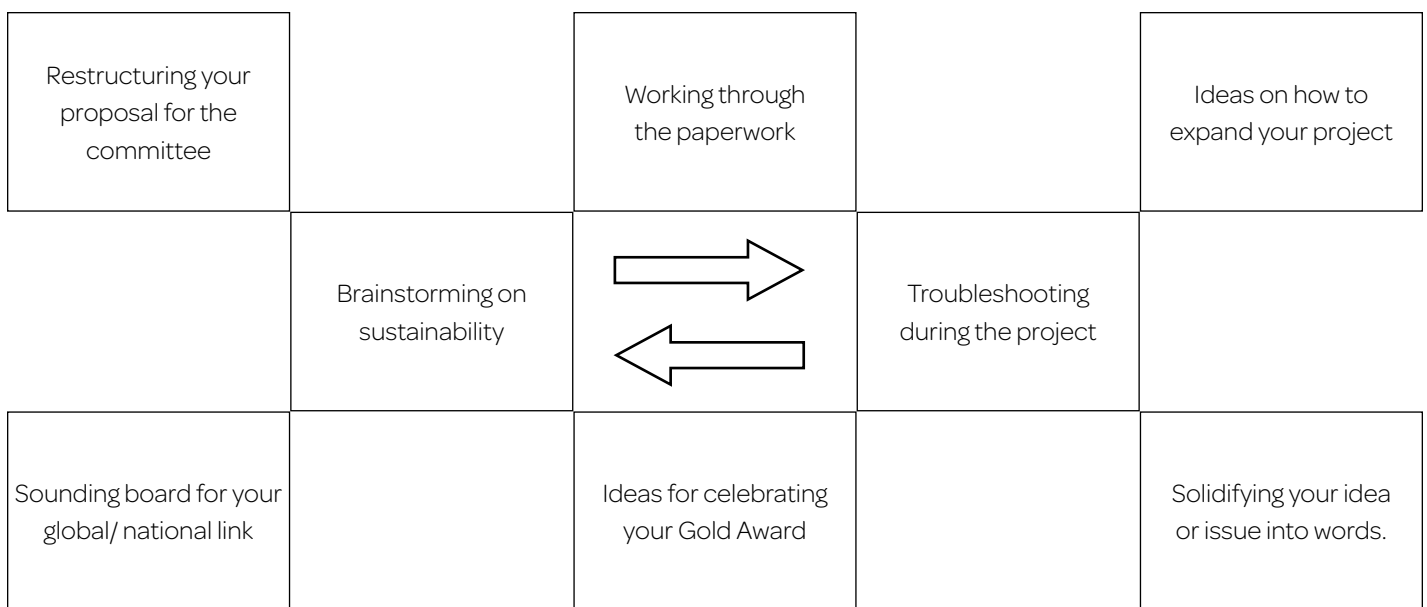 Restructuring your
proposal for the
committee
Working through
the paperwork
Ideas on how to
expand your project
Brainstorming on
sustainability
Troubleshooting
during the project
Sounding board for your
global/ national link
Ideas for celebrating
your Gold Award
Solidifying your idea
or issue into words.